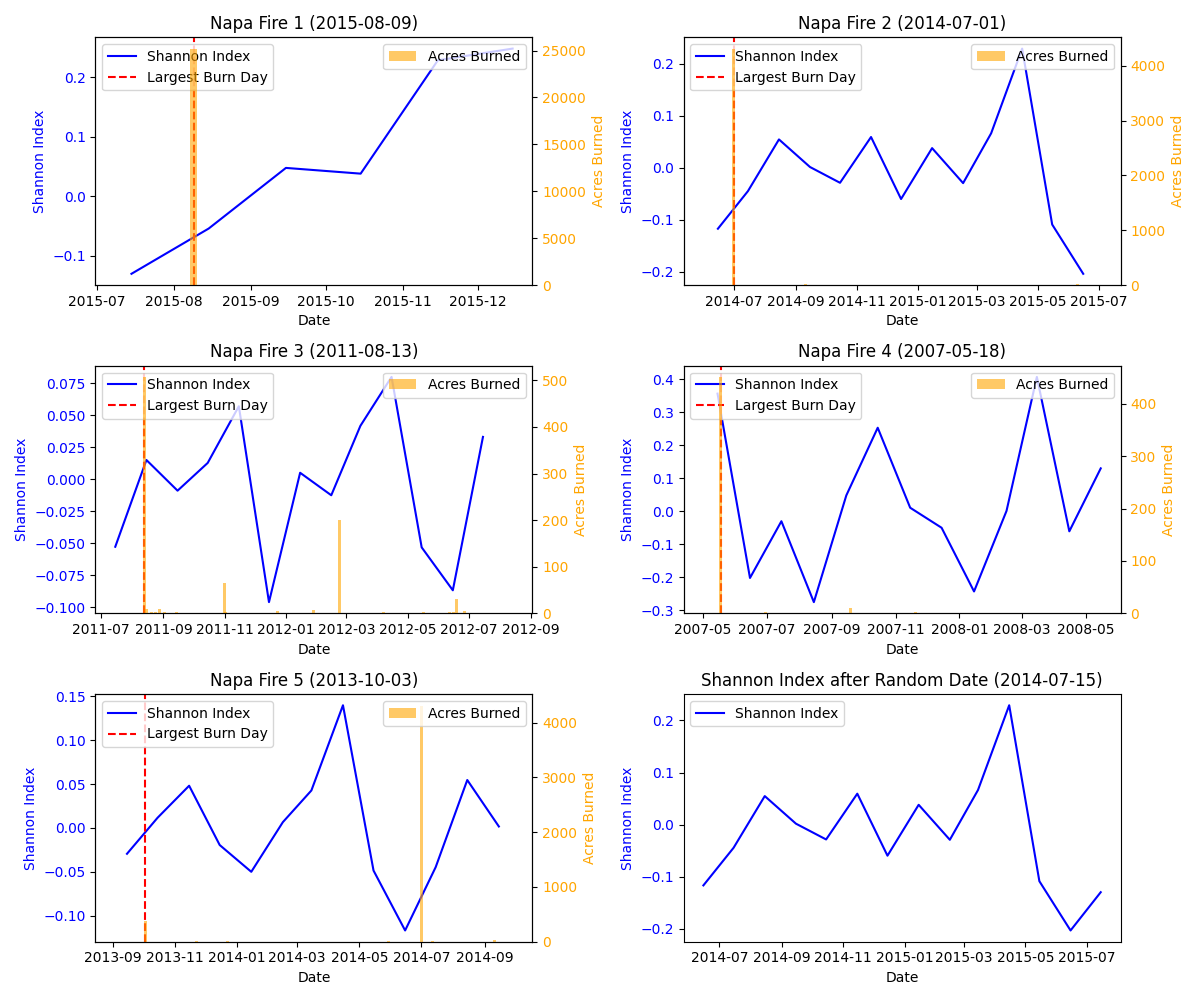 Napa Fire 1 (2015-08-09)
Shannon Index
Largest Burn Day
Acres Burned
0.2
0.1
0.0
−0.1
Shannon Index
25000
20000
15000
10000
5000
0
Acres Burned
2015-07 2015-08 2015-09 2015-10 2015-11 2015-12
Date
Napa Fire 2 (2014-07-01)
Shannon Index
Largest Burn Day
Acres Burned
0.2
0.1
0.0
−0.1
−0.2
Shannon Index
4000
3000
2000
1000
0
Acres Burned
2014-07 2014-09 2014-11 2015-01 2015-03 2015-05 2015-07
Date
Napa Fire 3 (2011-08-13)
Shannon Index
Largest Burn Day
Acres Burned
0.075
0.050
0.025
0.000
−0.025
−0.050
−0.075
−0.100
Shannon Index
500
400
300
200
100
0
Acres Burned
2011-07 2011-09 2011-11 2012-01 2012-03 2012-05 2012-07 2012-09
Date
Napa Fire 4 (2007-05-18)
Shannon Index
Largest Burn Day
Acres Burned
0.4
0.3
0.2
0.1
0.0
−0.1
−0.2
−0.3
Shannon Index
400
300
200
100
0
Acres Burned
2007-05 2007-07 2007-09 2007-11 2008-01 2008-03 2008-05
Date
Napa Fire 5 (2013-10-03)
Shannon Index
Largest Burn Day
Acres Burned
0.15
0.10
0.05
0.00
−0.05
−0.10
Shannon Index
4000
3000
2000
1000
0
Acres Burned
2013-09 2013-11 2014-01 2014-03 2014-05 2014-07 2014-09
Date
Shannon Index after Random Date (2014-07-15)
Shannon Index
0.2
0.1
0.0
−0.1
−0.2
Shannon Index
2014-07 2014-09 2014-11 2015-01 2015-03 2015-05 2015-07
Date